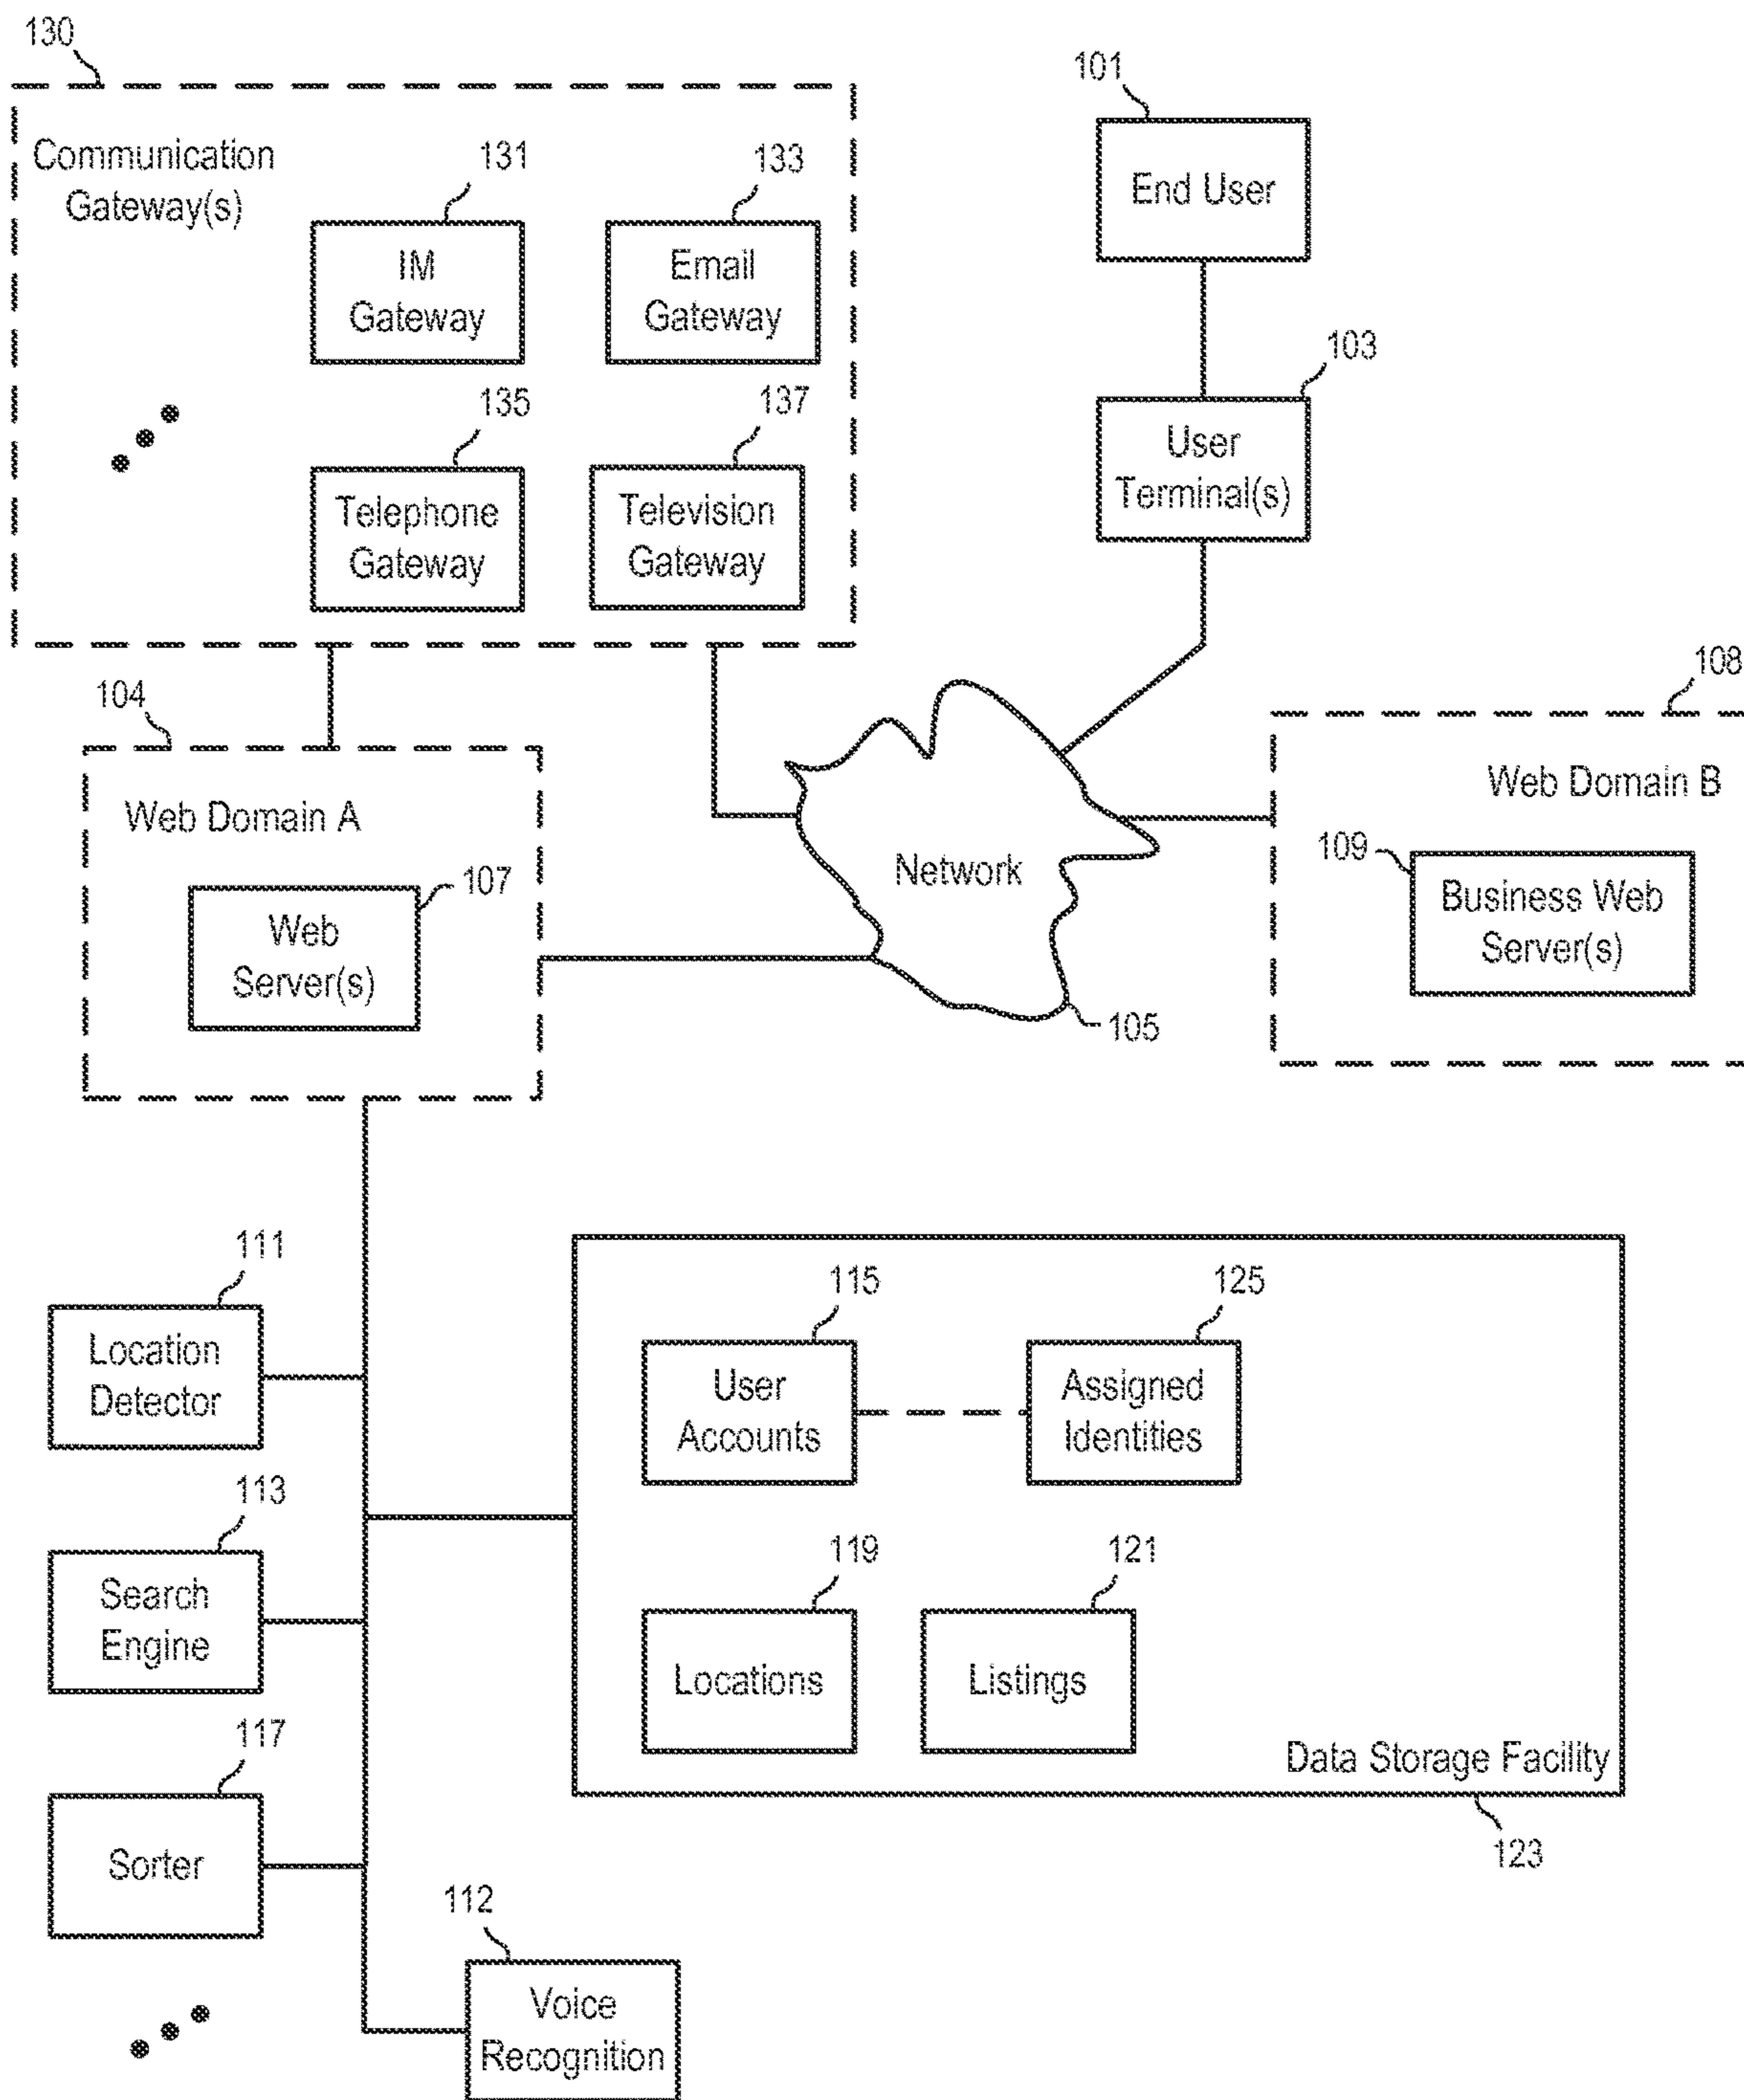 130
Communication
Gateway(s)
131
IM
Gateway
133
Email
Gateway
135
Telephone
Gateway
137
Television
Gateway
101
End User
103
User
Terminal(s)
104
Web Domain A
107
Web
Server(s)
Network
105
108
Web Domain B
109
Business Web
Server(s)
111
Location
Detector
113
Search
Engine
117
Sorter
112
Voice
Recognition
115
User
Accounts
125
Assigned
Identities
119
Locations
121
Listings
Data Storage Facility
123